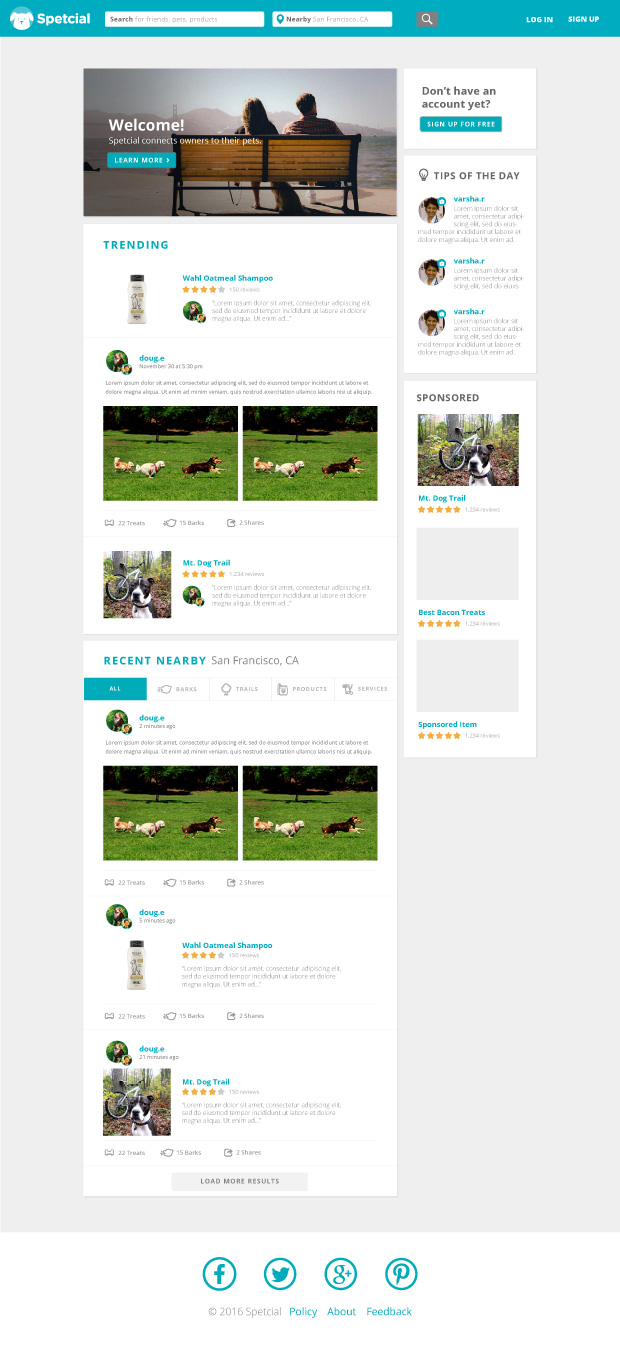 Spetcial
Search for friends, pets, products
Nearby San Francisco, CA
LOG IN
SIGN UP
Welcome!
Spetcial connects owners to their pets.
LEARN MORE
TRENDING
Wahl Oatmeal Shampoo
150 reviews
"Lorem ipsum dolor sit amet, consectetur adipiscing elit,
sed do eiusmod tempor incididunt ut labore et dolore
magna aliqua. Ut enim ad..."
doug.e
November 30 at 5:30 pm
Lorem ipsum dolor sit amet, consectetur adipiscing elit, sed do eiusmod tempor incididunt ut labore et
dolore magna aliqua. Ut enim ad minim veniam, quis nostrud exercitation ullamco laboris nisi ut quip.
22 Treats
15 Barks
2 Shares
Mt. Dog Trail
1,234 reviews
"Lorem ipsum dolor sit amet, consectetur adipiscing elit,
sed do eiusmod tempor incididunt ut labore et dolore
magna aliqua. Ut enim ad..."
RECENT NEARBY San Francisco, CA
ALL
BARKS
TRAILS
PRODUCTS
SERVICES
doug.e
2 minutes ago
Lorem ipsum dolor sit amet, consectetur adipiscing elit, sed do eiusmod tempor incididunt ut labore et
dolore magna aliqua. Ut enim ad minim veniam, quis nostrud exercitation ullamco laboris nisi ut quip.
22 Treats
15 Barks
2 Shares
doug.e
5 minutes ago
Wahl Oatmeal Shampoo
150 reviews
"Lorem ipsum dolor sit amet, consectetur adipiscing elit,
sed do eiusmod tempor incididunt ut labore et dolore
magna aliqua. Ut enim ad..."
22 Treats
15 Barks
2 Shares
doug.e
21 minutes ago
Mt. Dog Trail
150 reviews
"Lorem ipsum dolor sit amet, consectetur adipiscing elit,
sed do eiusmod tempor incididunt ut labore et dolore
magna aliqua. Ut enim ad..."
22 Treats
15 Barks
2 Shares
LOAD MORE RESULTS
Don't have an
account yet?
SIGN UP FOR FREE
TIPS OF THE DAY
varsha.r
Lorem ipsum dolor sit
amet, consectetur adipi-
scing elit, sed do eius-
mod tempor incididunt ut labore et
dolore magna aliqua. Ut enim ad.
varsha.r
Lorem ipsum dolor sit
amet, consectetur adipi-
scing elit, sed do eiusx
varsha.r
Lorem ipsum dolor sit
amet, consectetur adipi-
scing elit, sed do eius-
mod tempor incididunt ut labore et
dolore magna aliqua. Ut enim ad.
SPONSORED
Mt. Dog Trail
1,234 reviews
Best Bacon Treats
1,234 reviews
Sponsored Item
1,234 reviews
© 2016 Spetcial Policy About Feedback